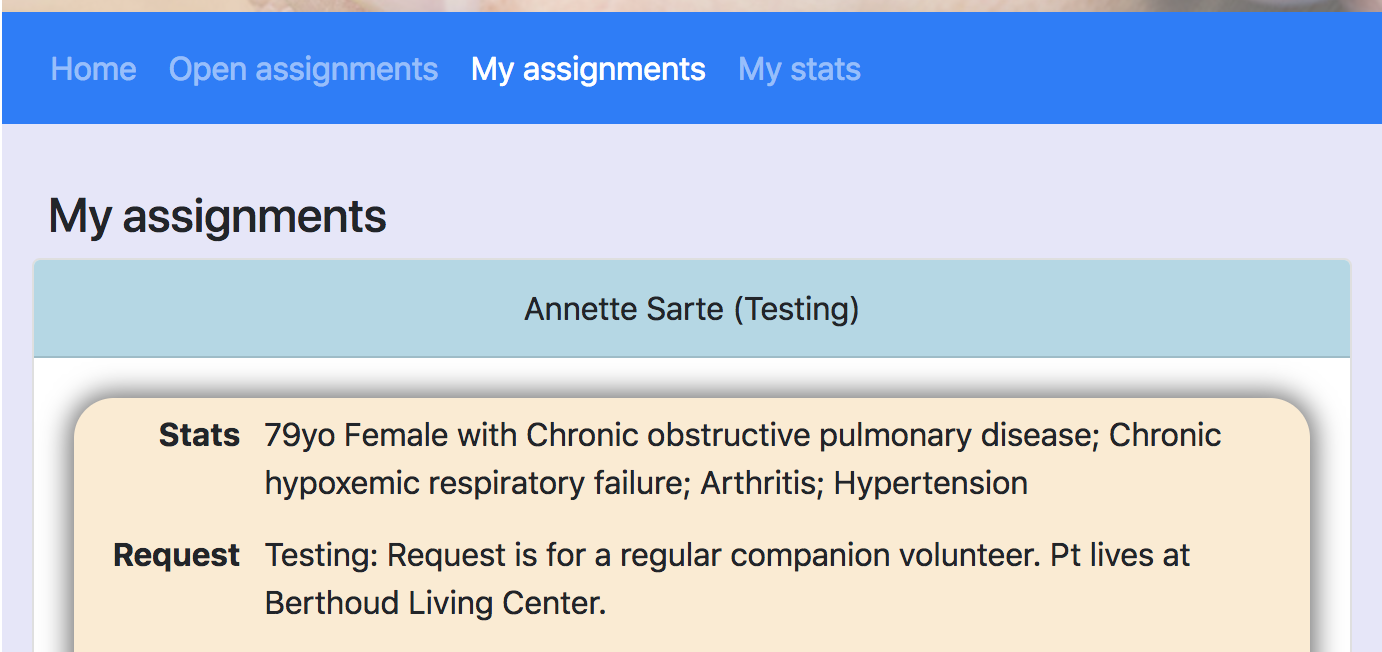 Home Open assignments My assignments My stats
My assignments
Annette Sarte (Testing)
Stats 79yo Female with Chronic obstructive pulmonary disease; Chronic
hypoxemic respiratory failure; Arthritis; Hypertension
Request Testing: Request is for a regular companion volunteer. Pt lives at
Berthoud Living Center.